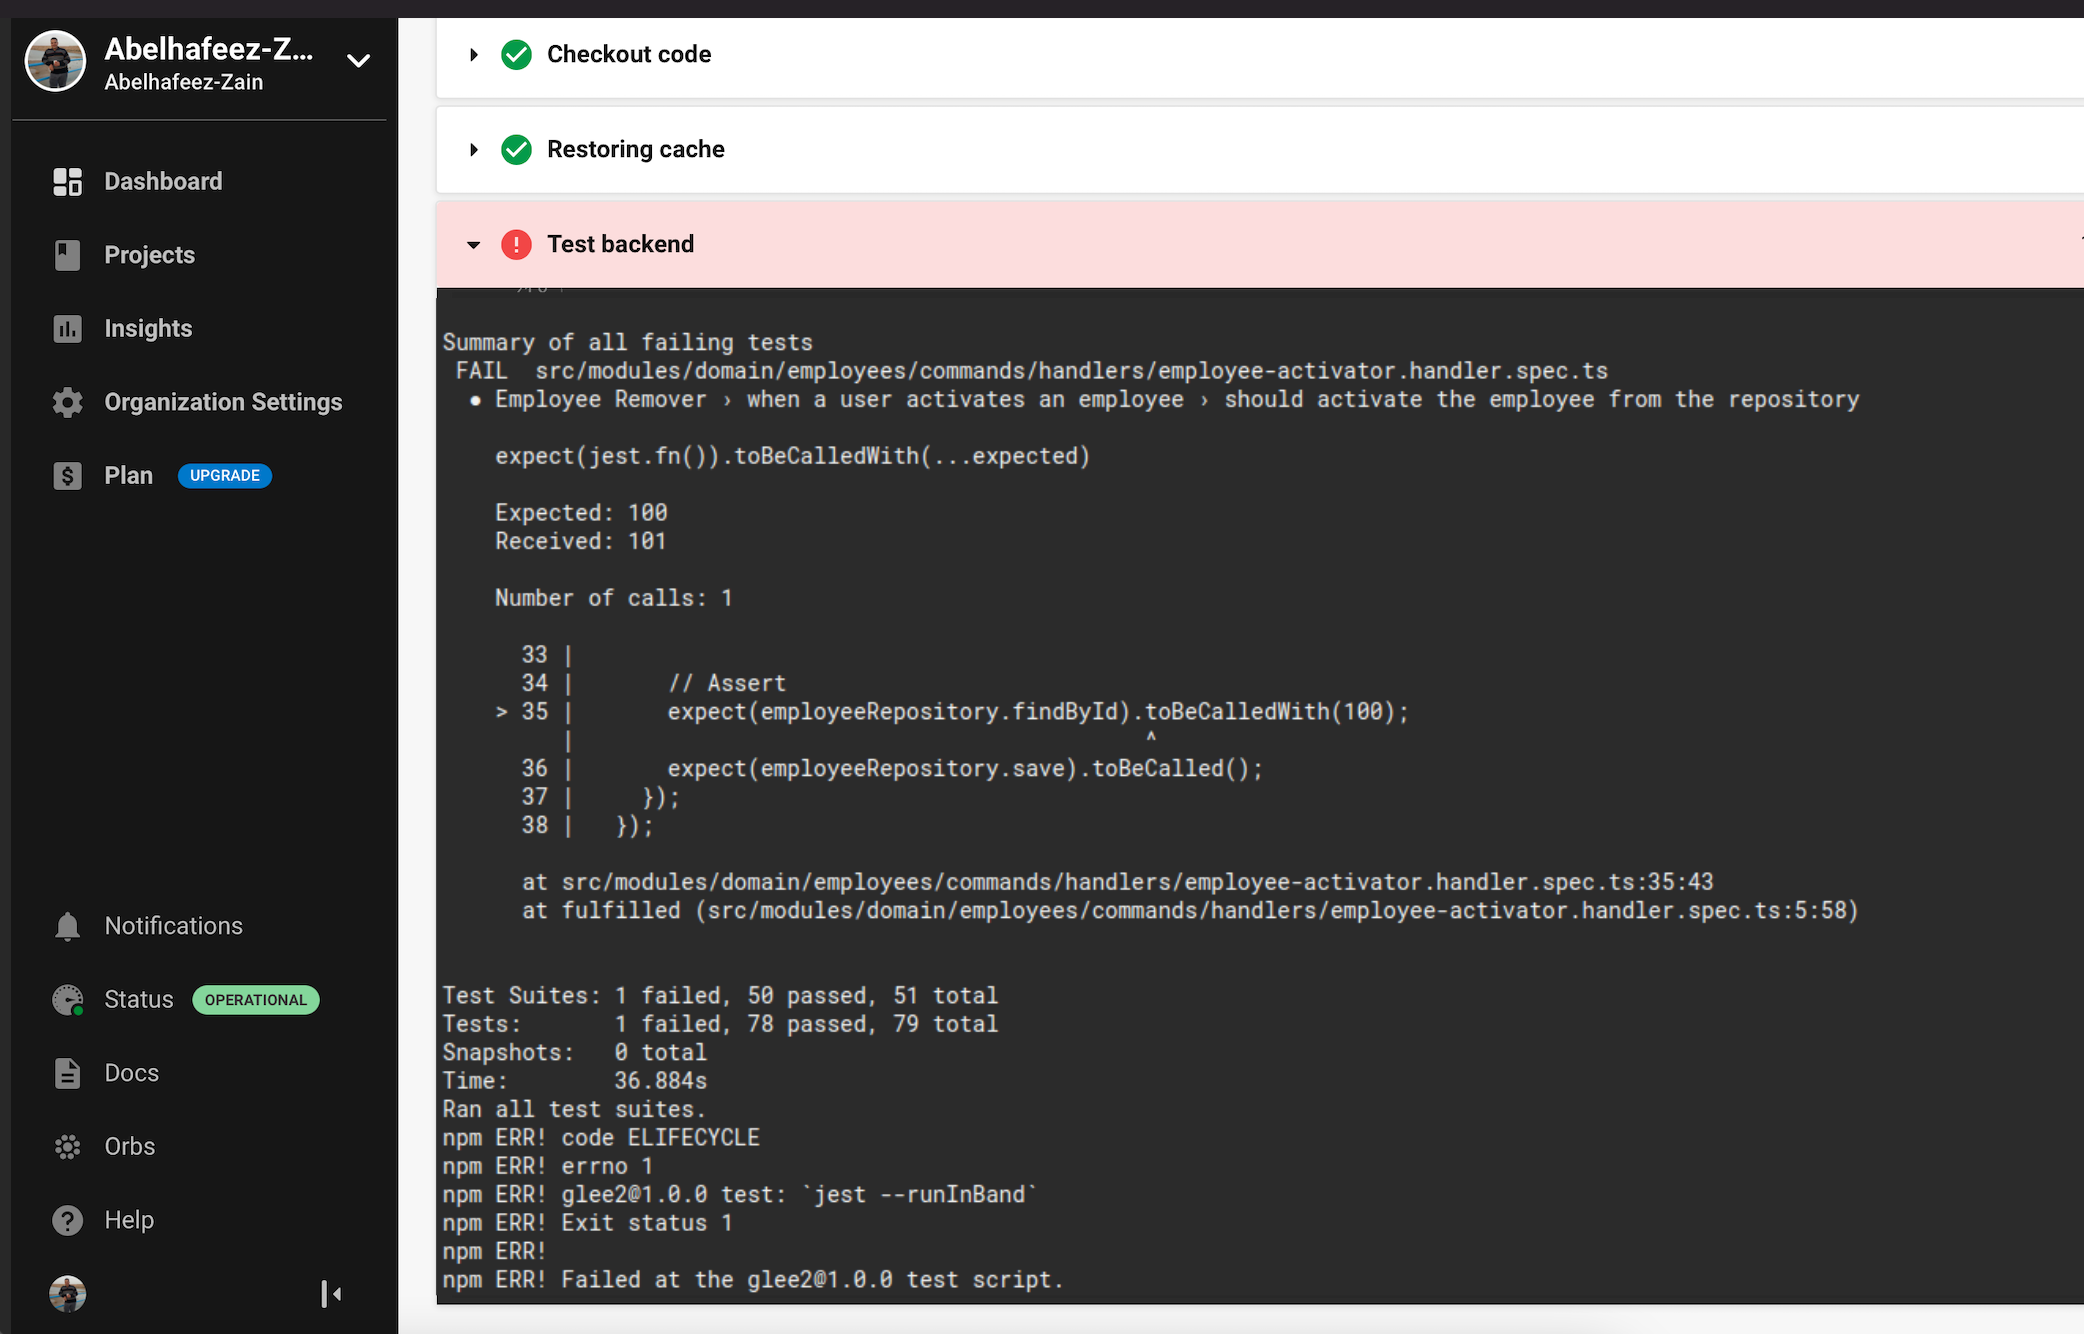 Abelhafeez-Z...
Abelhafeez-Zain
Dashboard
Projects
Insights
Organization Settings
Plan UPGRADE
Notifications
Status OPERATIONAL
Docs
Orbs
Help
Checkout code
Restoring cache
Test backend
Summary of all failing tests
FAIL src/modules/domain/employees/commands/handlers/employee-activator.handler.spec.ts
● Employee Remover › when a user activates an employee › should activate the employee from the repository
expect(jest.fn()).toBeCalledWith(...expected)
Expected: 100
Received: 101
Number of calls: 1
33 |
34 | // Assert
> 35 | expect(employeeRepository.findById).toBeCalledWith(100);
| ^
36 | expect(employeeRepository.save).toBeCalled();
37 | });
38 | });
at src/modules/domain/employees/commands/handlers/employee-activator.handler.spec.ts:35:43
at fulfilled (src/modules/domain/employees/commands/handlers/employee-activator.handler.spec.ts:5:58)
Test Suites: 1 failed, 50 passed, 51 total
Tests: 1 failed, 78 passed, 79 total
Snapshots: 0 total
Time: 36.884s
Ran all test suites.
npm ERR! code ELIFECYCLE
npm ERR! errno 1
npm ERR! glee2@1.0.0 test: `jest --runInBand`
npm ERR! Exit status 1
npm ERR!
npm ERR! Failed at the glee2@1.0.0 test script.